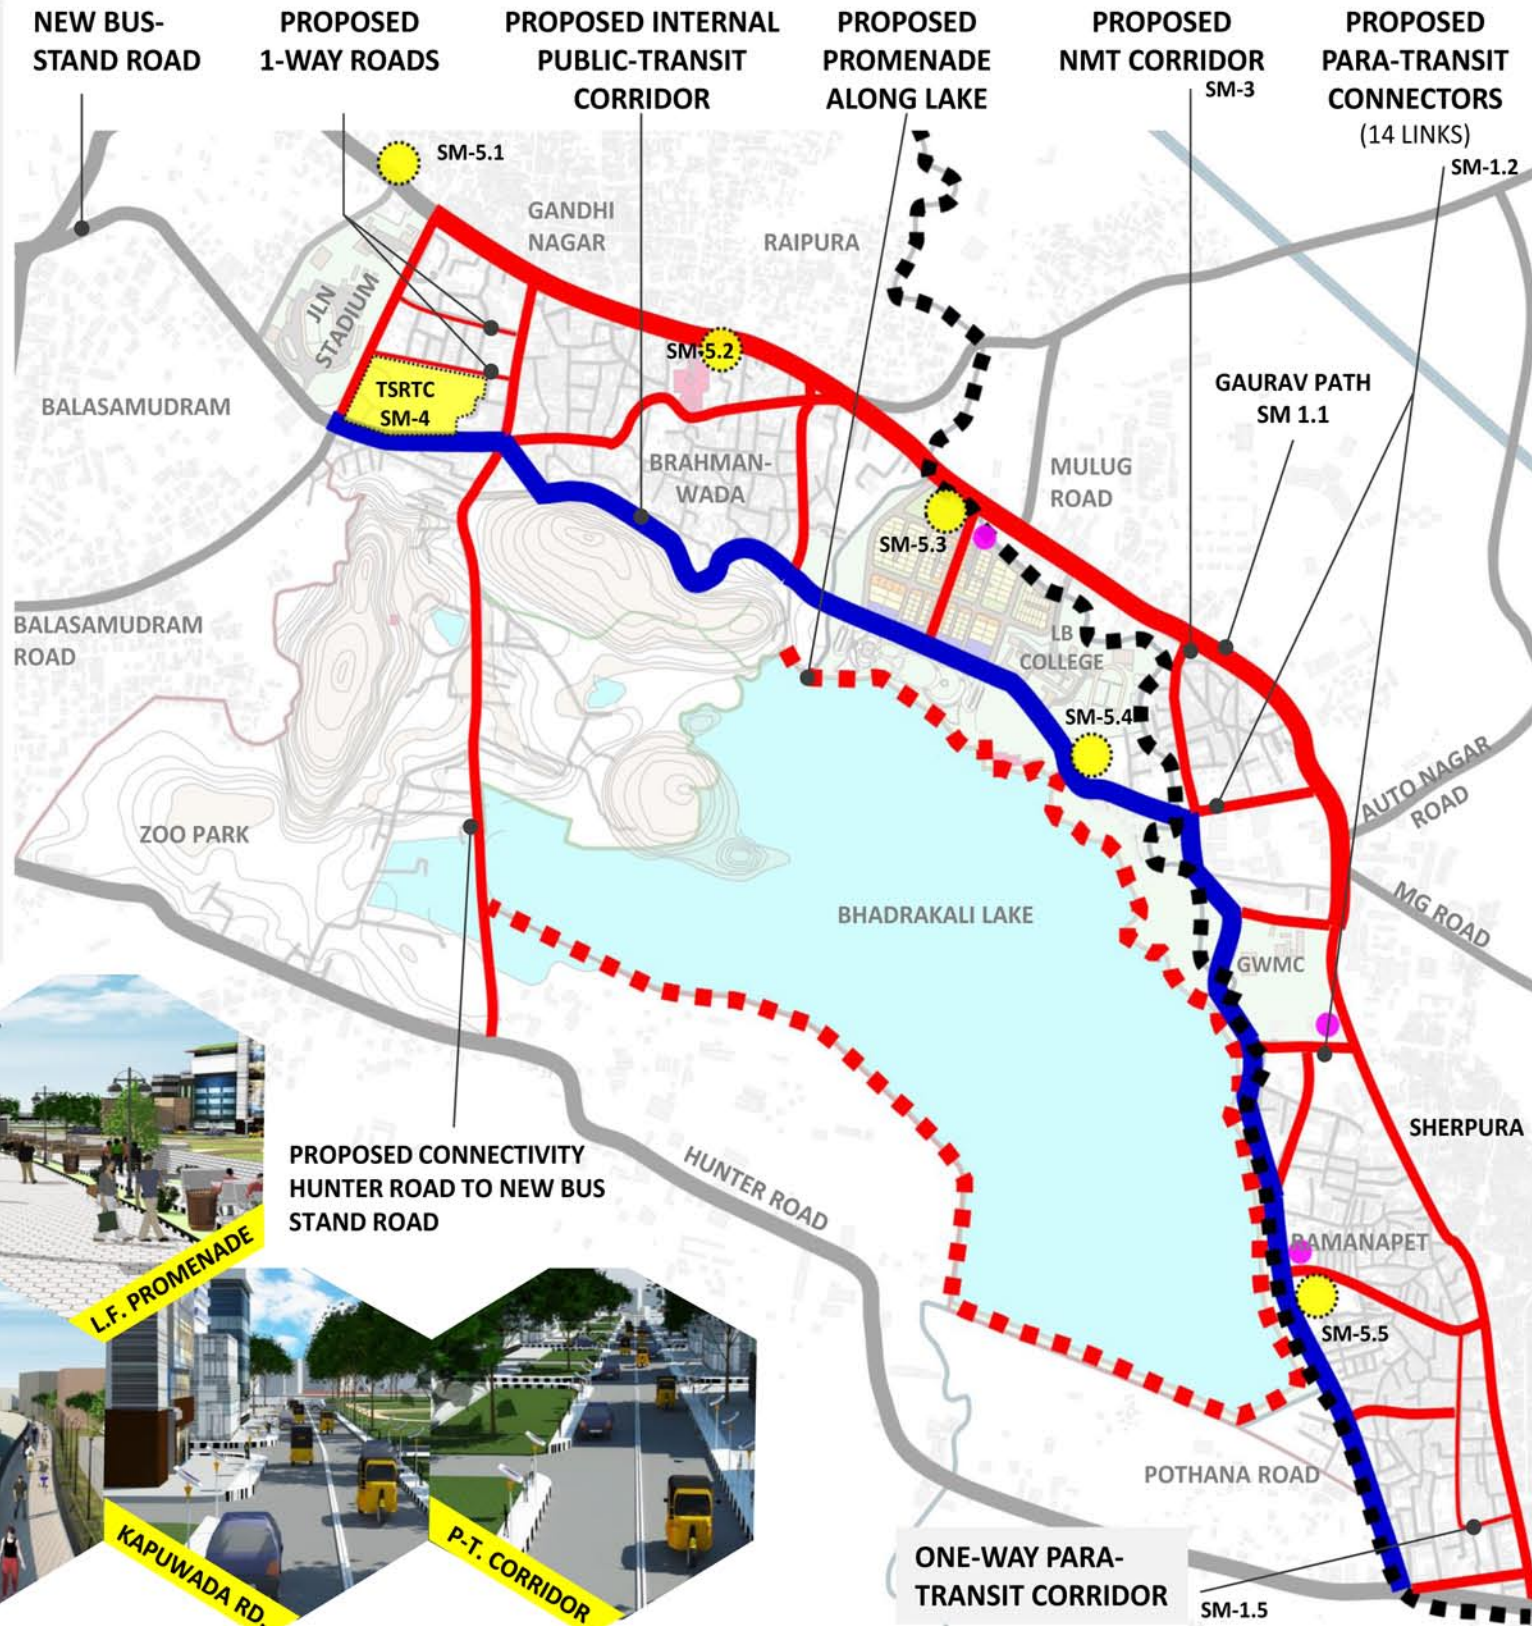 NEW BUS-
STAND ROAD
PROPOSED
1-WAY ROADS
PROPOSED INTERNAL
PUBLIC-TRANSIT
CORRIDOR
PROPOSED
PROMENADE
ALONG LAKE
PROPOSED
NMT CORRIDOR
SM-3
PROPOSED
PARA-TRANSIT
CONNECTORS
(14 LINKS)
SM-1.2
SM-5.1
GANDHI
NAGAR
RAIPURA
JLN
STADIUM
SM-5.2
TSRTC
SM-4
BALASAMUDRAM
GAURAV PATH
SM 1.1
BRAHMAN-
WADA
MULUG
ROAD
SM-5.3
BALASAMUDRAM
ROAD
LB
COLLEGE
SM-5.4
AUTO NAGAR
ROAD
ZOO PARK
BHADRAKALI LAKE
MG ROAD
GWMC
SHERPURA
PROPOSED CONNECTIVITY
HUNTER ROAD TO NEW BUS
STAND ROAD
HUNTER ROAD
RAMANAPET
L.F. PROMENADE
SM-5.5
POTHANA ROAD
KAPUWADA RD.
P-T. CORRIDOR
ONE-WAY PARA-
TRANSIT CORRIDOR
SM-1.5